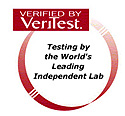 VERIFIED BY
VeriTest.
Testing by
the World's
Leading
Independent Lab